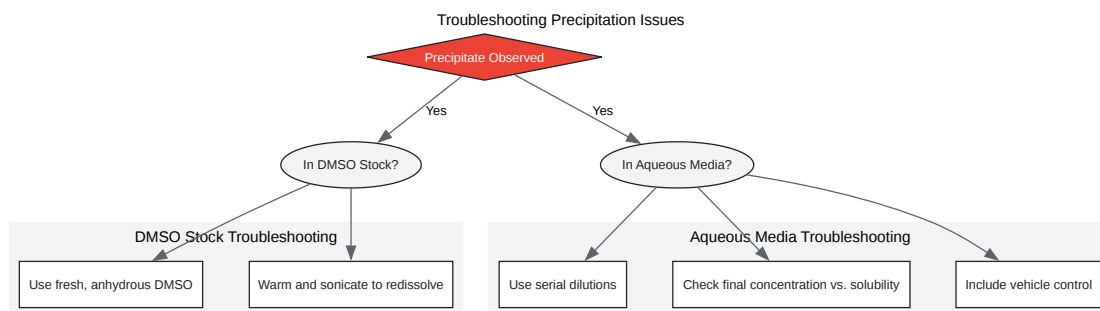 Troubleshooting Precipitation Issues
Precipitate Observed
Yes
Yes
In DMSO Stock?
In Aqueous Media?
DMSO Stock Troubleshooting
Aqueous Media Troubleshooting
Use fresh, anhydrous DMSO
Warm and sonicate to redissolve
Use serial dilutions
Check final concentration vs. solubility
Include vehicle control